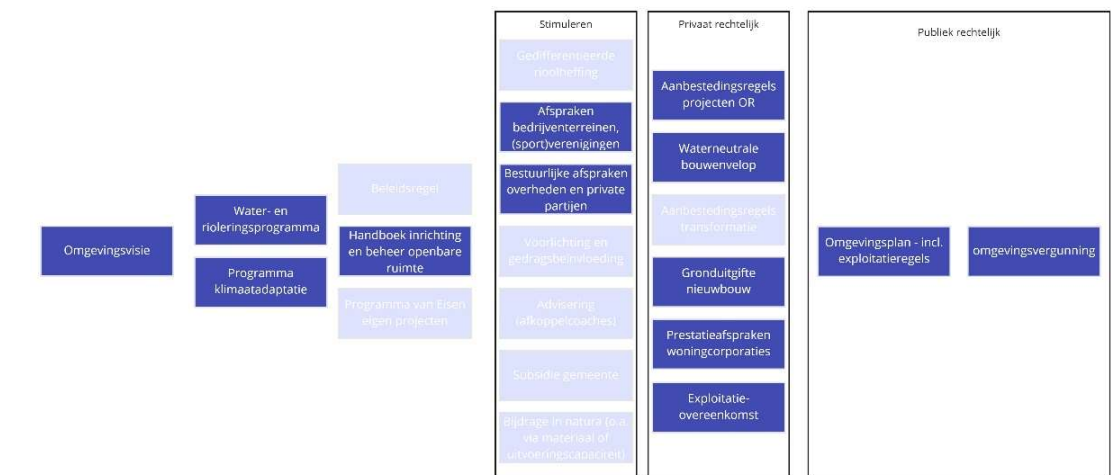 Omgevingsvisie
Water- en
rioleringsprogramma
Programma
klimaatadaptatie
Beleidsregel
Handboek inrichting
en beheer openbare
ruimte
Programma van Eisen
eigen projecten
Stimuleren
Gedifferentieerde
rioolheffing
Afspraken
bedrijventerreinen,
(sport)verenigingen
Bestuurlijke afspraken
overheden en private
partijen
Voorlichting en
gedragsbeïnvloeding
Advisering
(afkoppelcoaches)
Subsidie gemeente
Bijdrage in natura (o.a.
via materiaal of
uitvoeringscapaciteit)
Privaat rechtelijk
Aanbestedingsregels
projecten OR
Waterneutrale
bouwenvelop
Aanbestedingsregels
transformatie
Gronduitgifte
nieuwbouw
Prestatieafspraken
woningcorporaties
Exploitatie-
overeenkomst
Publiek rechtelijk
Omgevingsplan - incl.
exploitatieregels
omgevingsvergunning